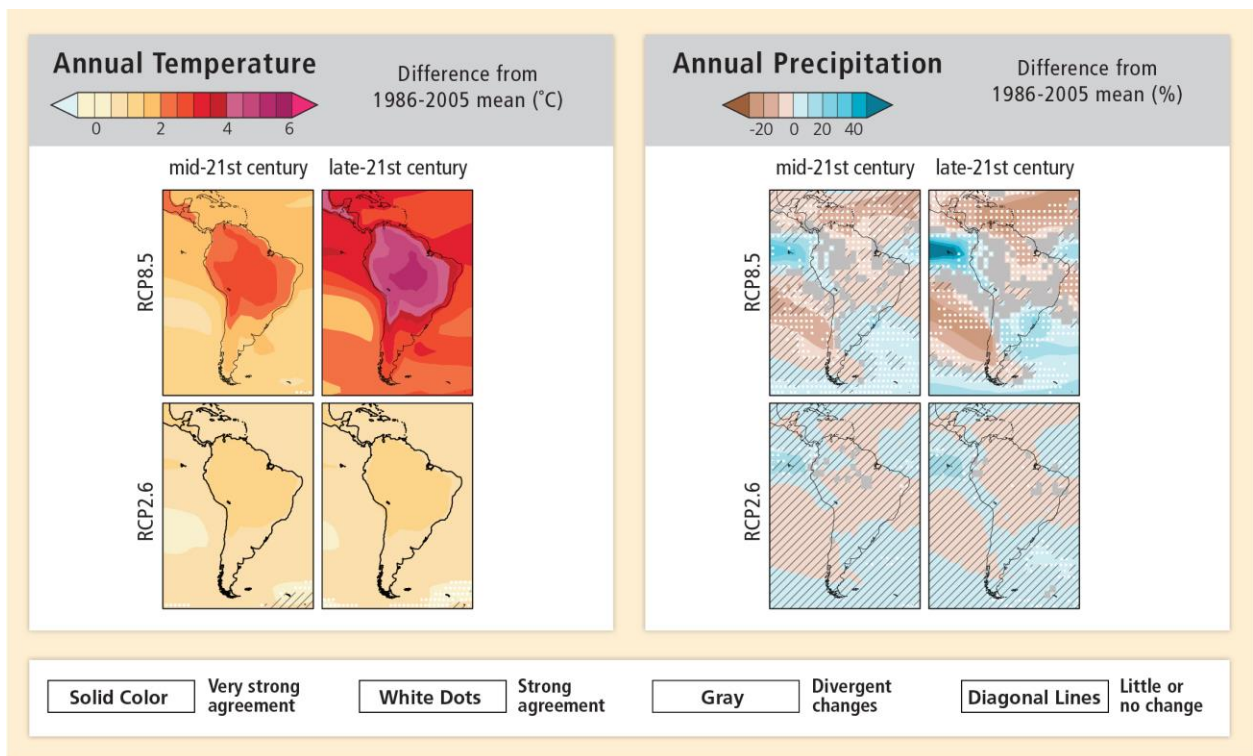 Annual Temperature
Difference from
1986-2005 mean (˚C)
0 2 4 6
mid-21st century late-21st century
RCP8.5
RCP2.6
Annual Precipitation
Difference from
1986-2005 mean (%)
-20 0 20 40
mid-21st century late-21st century
RCP8.5
RCP2.6
Solid Color
Very strong
agreement
White Dots
Strong
agreement
Gray
Divergent
changes
Diagonal Lines
Little or
no change